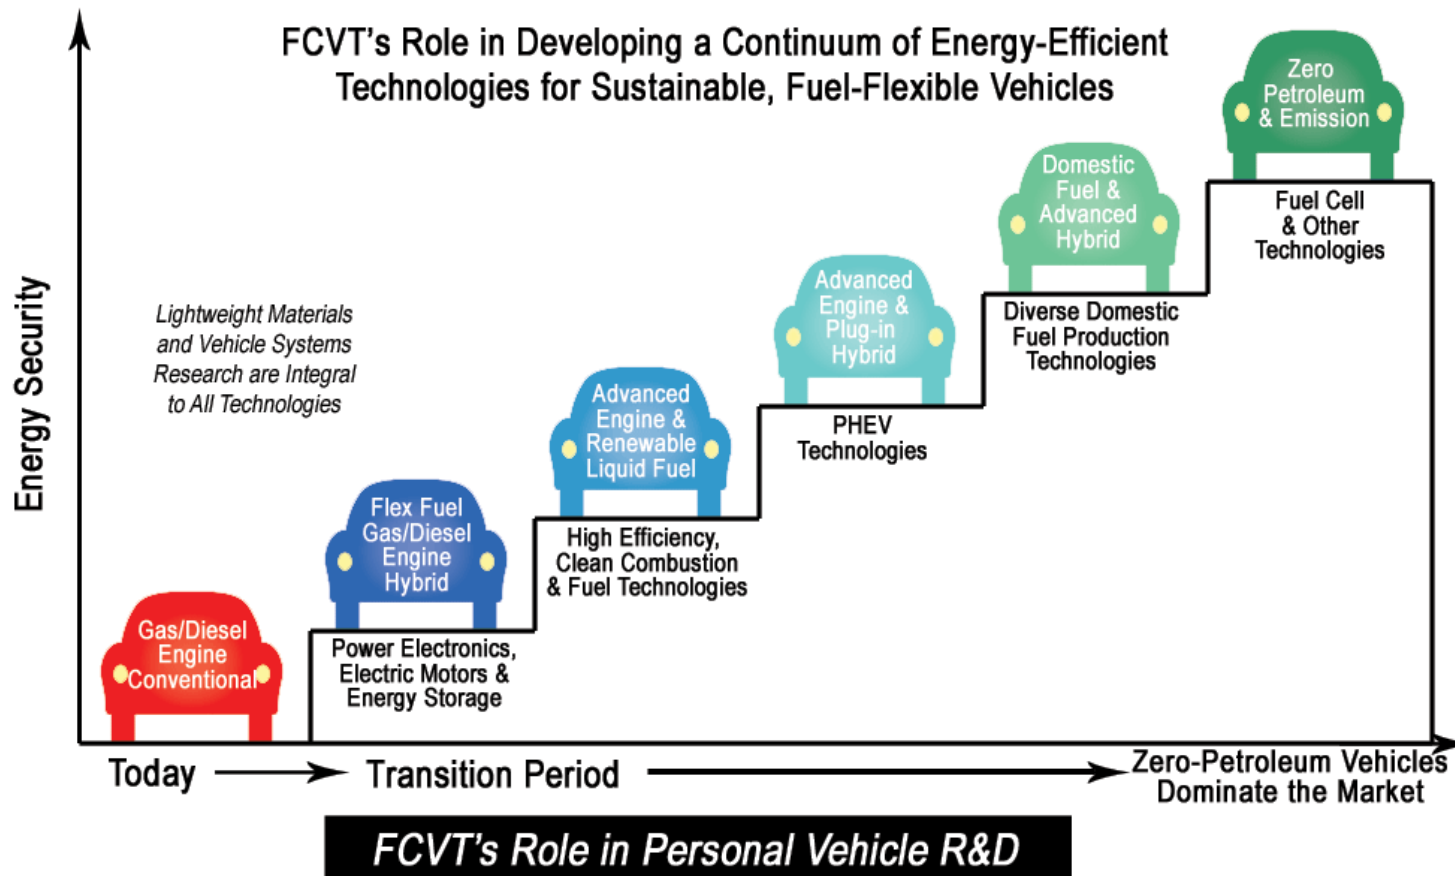 FCVT's Role in Developing a Continuum of Energy-Efficient
Technologies for Sustainable, Fuel-Flexible Vehicles
Energy Security
Lightweight Materials
and Vehicle Systems
Research are Integral
to All Technologies
Gas/Diesel
Engine
Conventional
Flex Fuel
Gas/Diesel
Engine
Hybrid
Power Electronics,
Electric Motors &
Energy Storage
Advanced
Engine &
Renewable
Liquid Fuel
High Efficiency,
Clean Combustion
& Fuel Technologies
Advanced
Engine &
Plug-in
Hybrid
PHEV
Technologies
Domestic
Fuel &
Advanced
Hybrid
Diverse Domestic
Fuel Production
Technologies
Zero
Petroleum
& Emission
Fuel Cell
& Other
Technologies
Today
Transition Period
Zero-Petroleum Vehicles
Dominate the Market
FCVT's Role in Personal Vehicle R&D